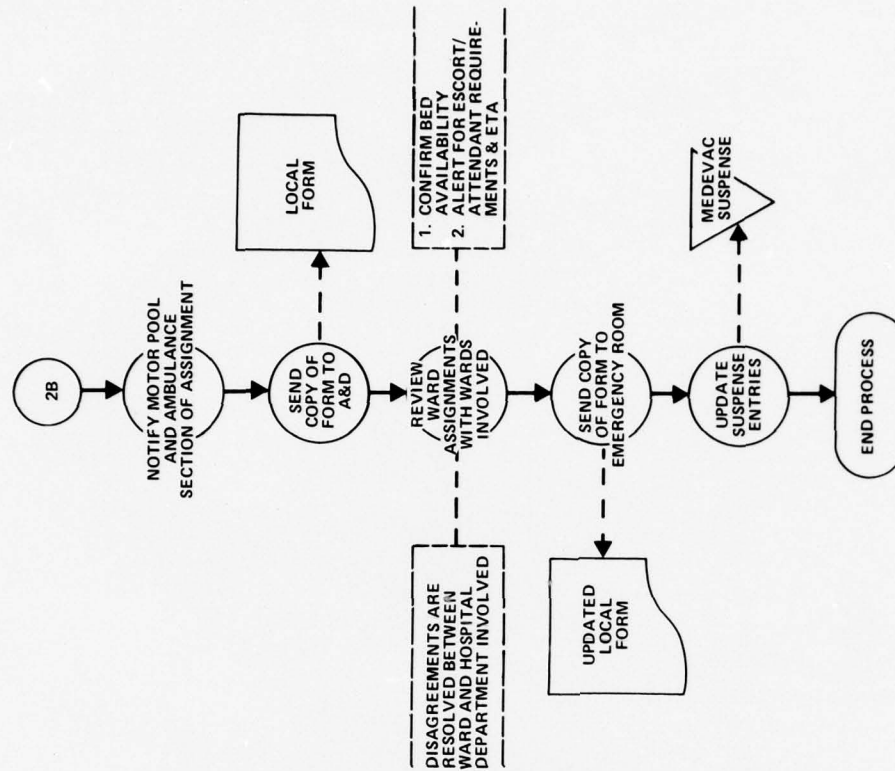 2B
NOTIFY MOTOR POOL
AND AMBULANCE
SECTION OF ASSIGNMENT
SEND
COPY OF
FORM TO
A&D
LOCAL
FORM
REVIEW
WARD
ASSIGNMENTS
WITH WARDS
INVOLVED
DISAGREEMENTS ARE
RESOLVED BETWEEN
WARD AND HOSPITAL
DEPARTMENT INVOLVED
1. CONFIRM BED
AVAILABILITY
2. ALERT FOR ESCORT/
ATTENDANT REQUIRE-
MENTS & ETA
SEND COPY
OF FORM TO
EMERGENCY ROOM
UPDATED
LOCAL
FORM
UPDATE
SUSPENSE
ENTRIES
MEDEVAC
SUSPENSE
END PROCESS